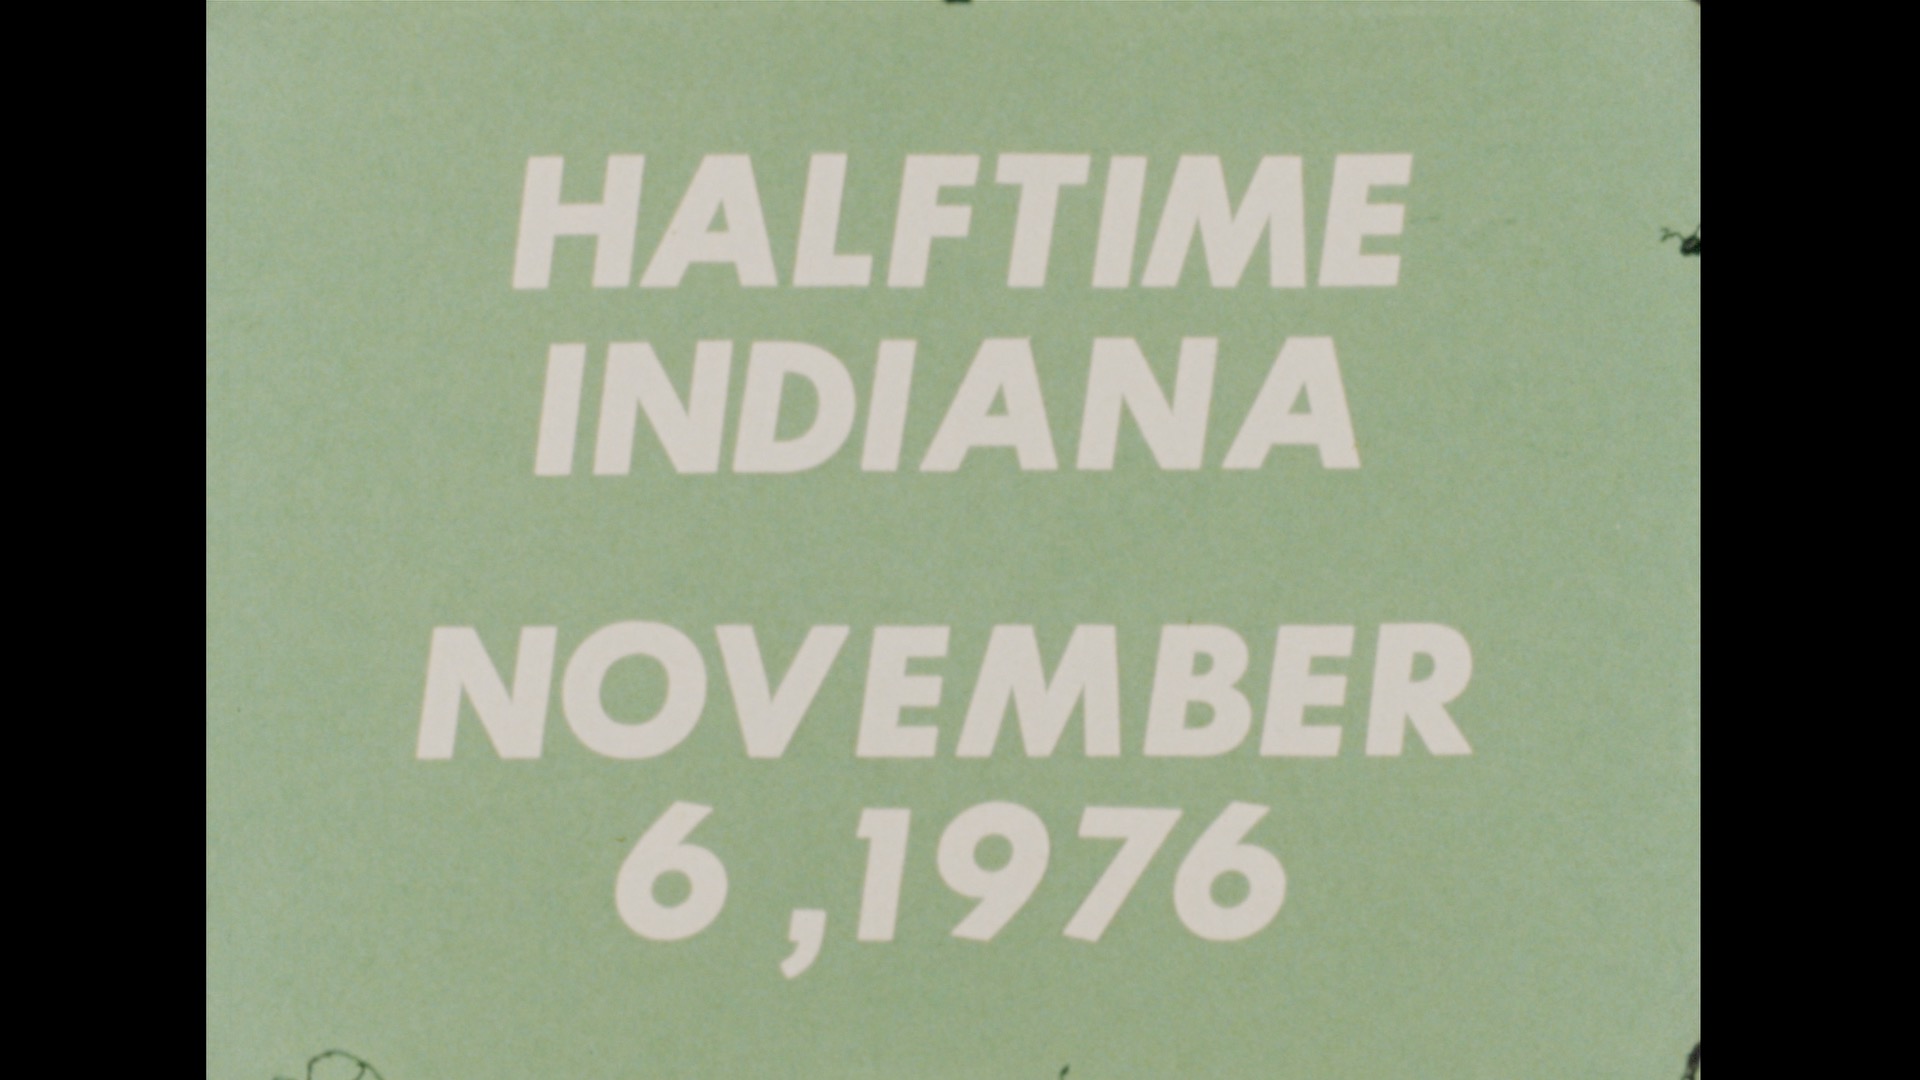 HALFTIME
INDIANA
NOVEMBER
6,1976